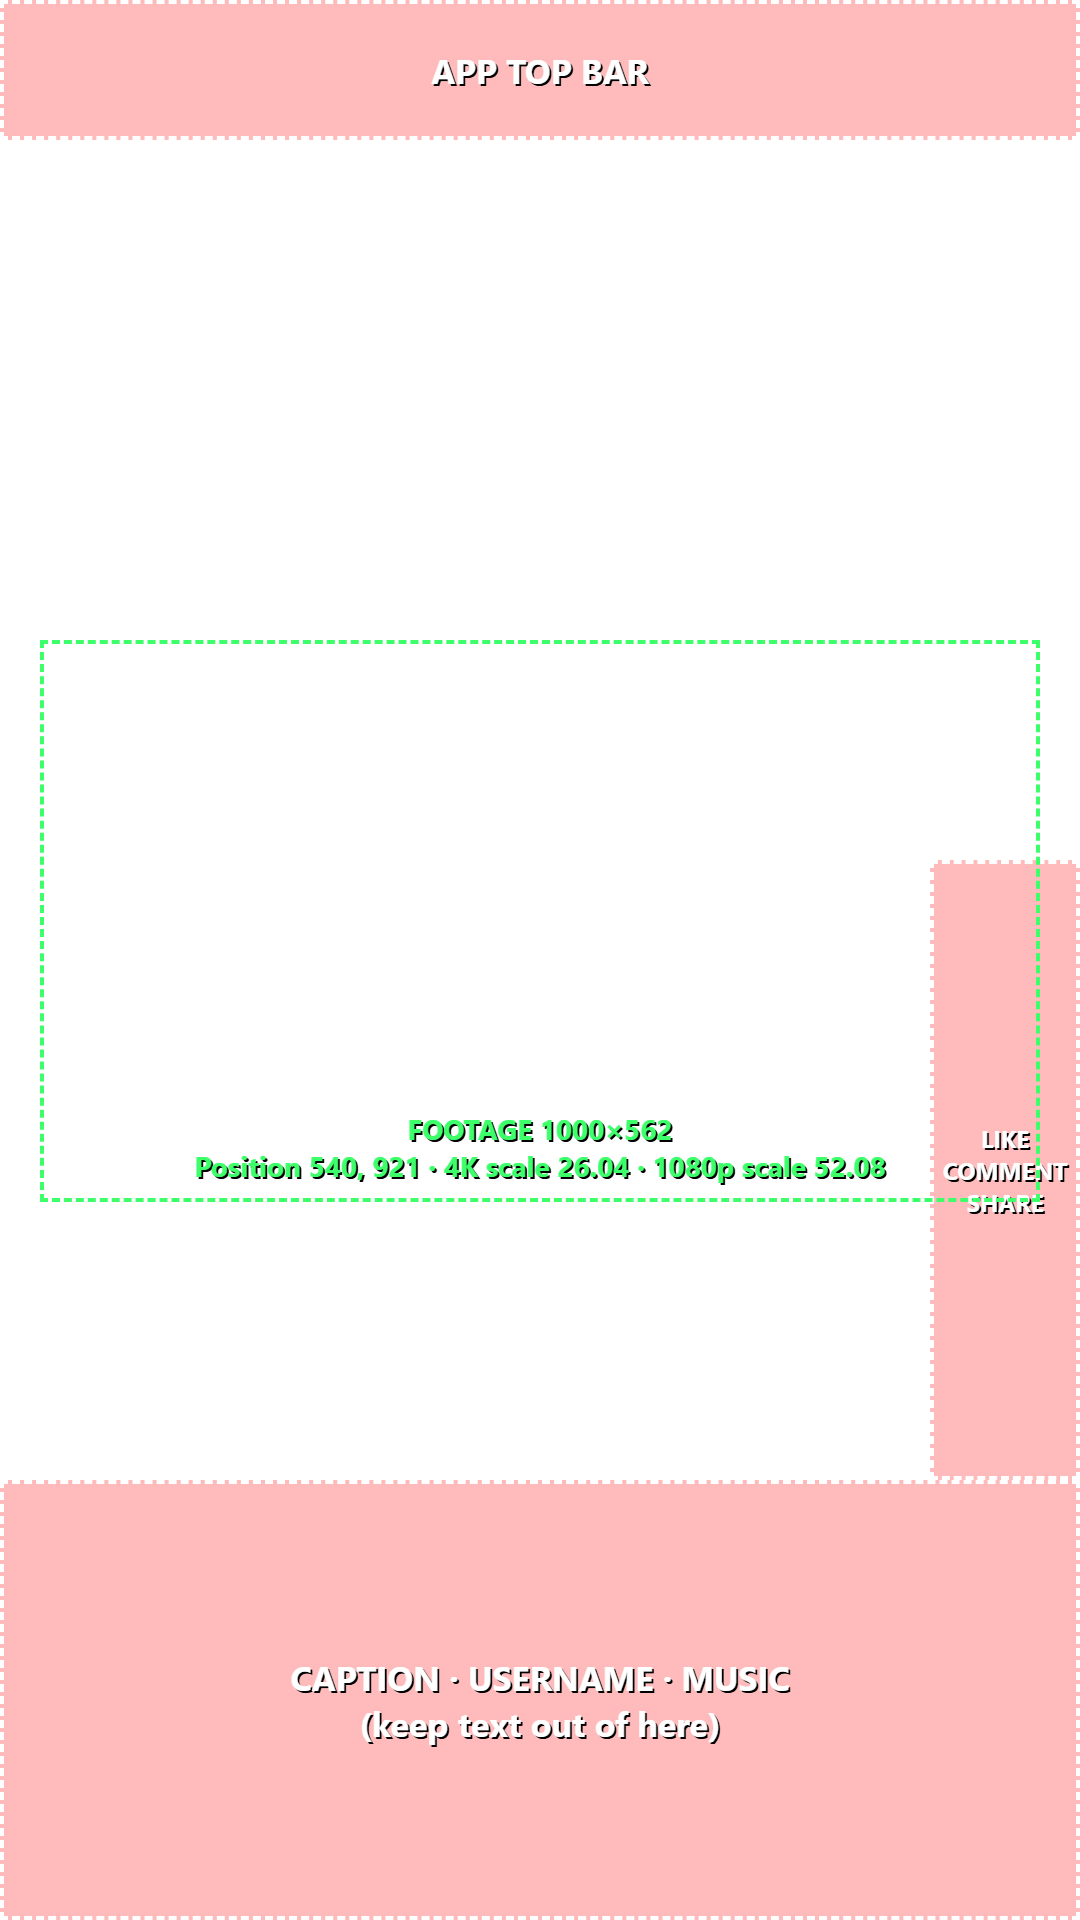 APP TOP BAR
FOOTAGE 1000×562
Position 540, 921 · 4K scale 26.04 · 1080p scale 52.08
LIKE
COMMENT
SHARE
CAPTION · USERNAME · MUSIC
(keep text out of here)